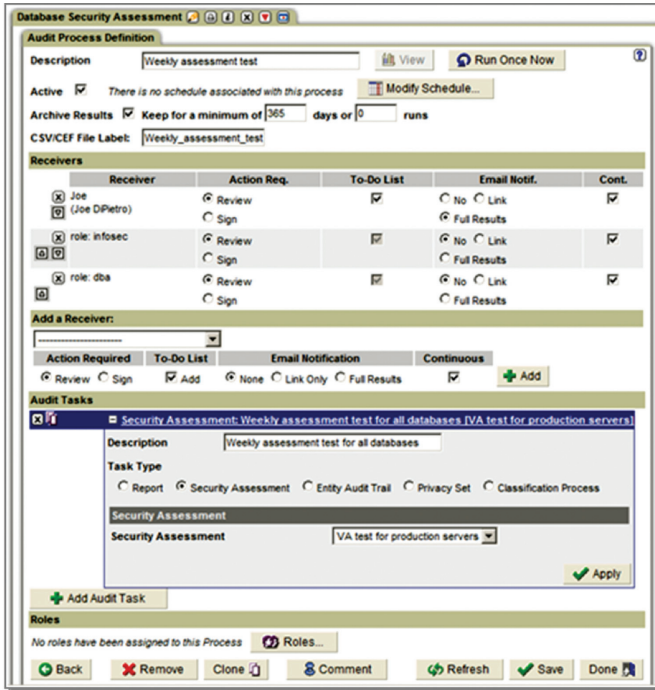 Database Security Assessment
Audit Process Definition
Description Weekly assessment test View Run Once Now ?
Active There is no schedule associated with this process Modify Schedule...
Archive Results Keep for a minimum of 365 days or 0 runs
CSV/CEF File Label: Weekly_assessment_test
Receivers
Receiver Action Req. To-Do List Email Notif. Cont.
Joe Review No Link
(Joe DiPietro) Sign Full Results
role: infosec Review No Link
Sign Full Results
role: dba Review No Link
Sign Full Results
Add a Receiver:
----------------------
Action Required To-Do List Email Notification Continuous
Review Sign Add None Link Only Full Results Add
Audit Tasks
Security Assessment: Weekly assessment test for all databases [VA test for production servers]
Description Weekly assessment test for all databases
Task Type
Report Security Assessment Entity Audit Trail Privacy Set Classification Process
Security Assessment
Security Assessment VA test for production servers
Apply
Add Audit Task
Roles
No roles have been assigned to this Process Roles...
Back Remove Clone Comment Refresh Save Done